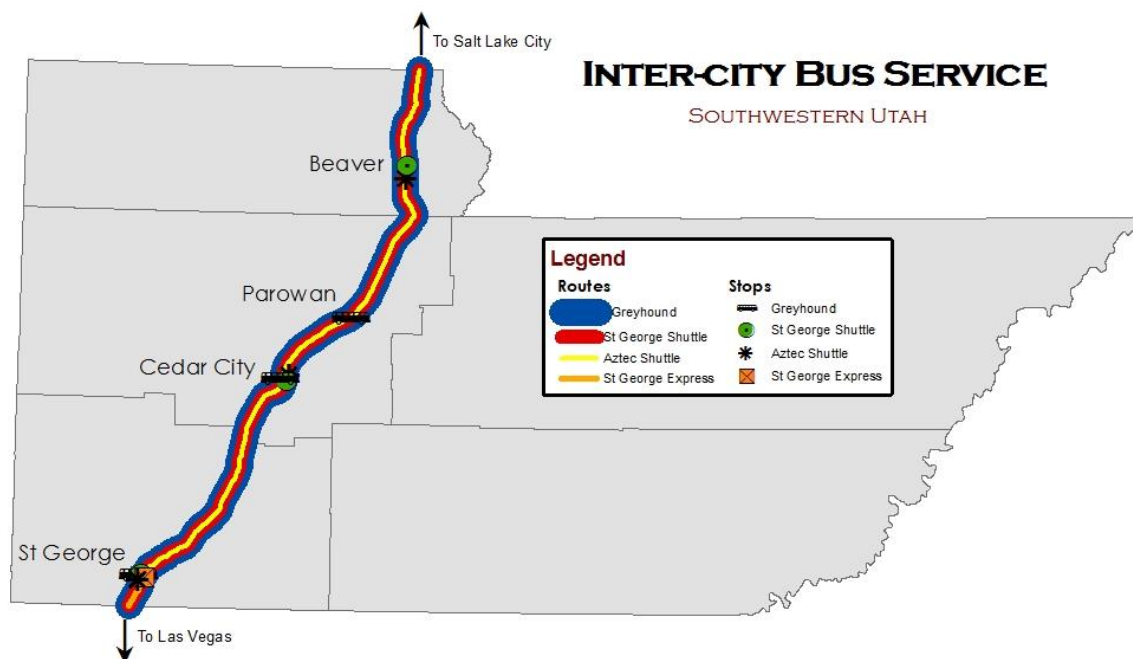 To Salt Lake City
INTER-CITY BUS SERVICE
SOUTHWESTERN UTAH
Beaver
Parowan
Cedar City
St George
To Las Vegas
Legend
Routes
Greyhound
St George Shuttle
Aztec Shuttle
St George Express
Stops
Greyhound
St George Shuttle
Aztec Shuttle
St George Express